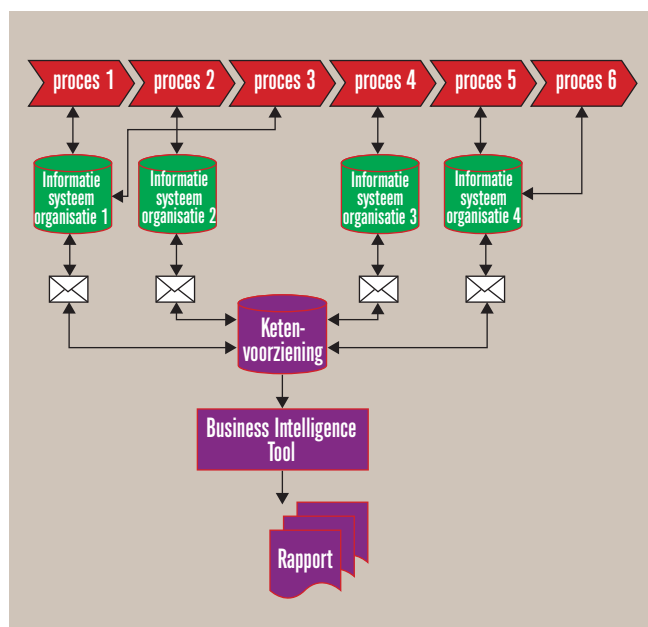 proces 1
proces 2
proces 3
proces 4
proces 5
proces 6
Informatie
systeem
organisatie 1
Informatie
systeem
organisatie 2
Informatie
systeem
organisatie 3
Informatie
systeem
organisatie 4
Keten-
voorziening
Business Intelligence
Tool
Rapport